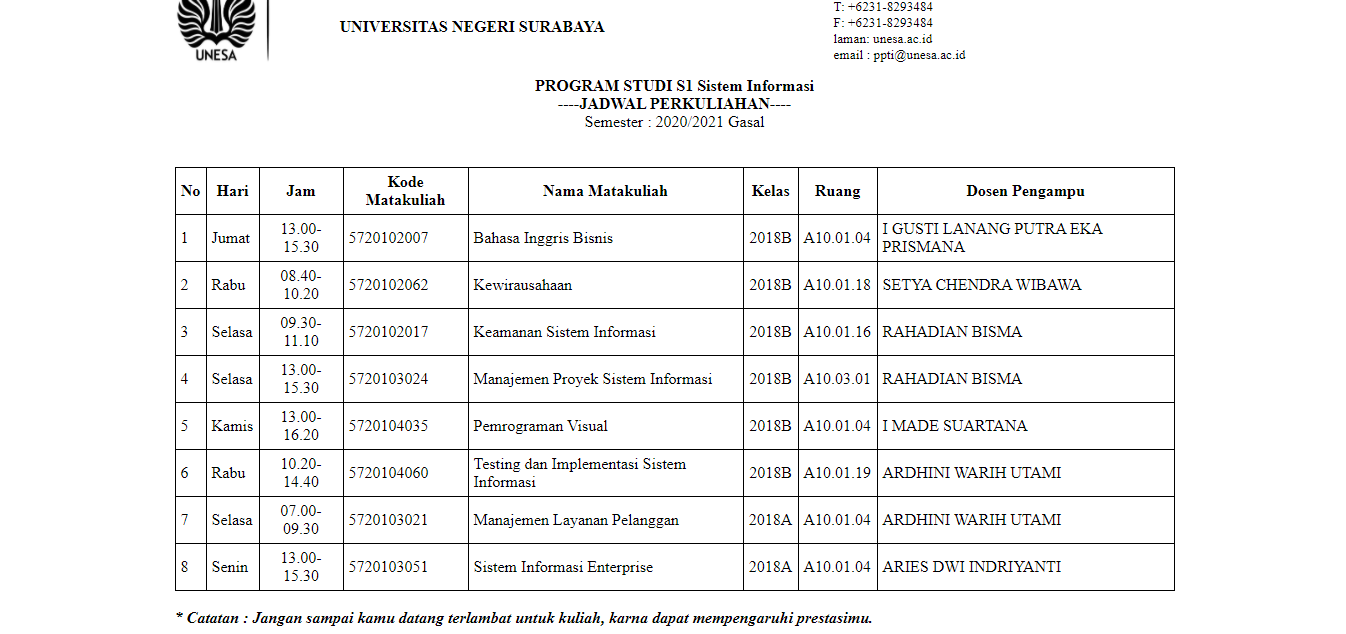 UNESA
UNIVERSITAS NEGERI SURABAYA
T: +6231-8293484
F: +6231-8293484
laman: unesa.ac.id
email : ppti@unesa.ac.id
PROGRAM STUDI S1 Sistem Informasi
----JADWAL PERKULIAHAN----
Semester : 2020/2021 Gasal
No Hari Jam Kode Matakuliah Nama Matakuliah Kelas Ruang Dosen Pengampu
1 Jumat 13.00-15.30 5720102007 Bahasa Inggris Bisnis 2018B A10.01.04 I GUSTI LANANG PUTRA EKA PRISMANA
2 Rabu 08.40-10.20 5720102062 Kewirausahaan 2018B A10.01.18 SETYA CHENDRA WIBAWA
3 Selasa 09.30-11.10 5720102017 Keamanan Sistem Informasi 2018B A10.01.16 RAHADIAN BISMA
4 Selasa 13.00-15.30 5720103024 Manajemen Proyek Sistem Informasi 2018B A10.03.01 RAHADIAN BISMA
5 Kamis 13.00-16.20 5720104035 Pemrograman Visual 2018B A10.01.04 I MADE SUARTANA
6 Rabu 10.20-14.40 5720104060 Testing dan Implementasi Sistem Informasi 2018B A10.01.19 ARDHINI WARIH UTAMI
7 Selasa 07.00-09.30 5720103021 Manajemen Layanan Pelanggan 2018A A10.01.04 ARDHINI WARIH UTAMI
8 Senin 13.00-15.30 5720103051 Sistem Informasi Enterprise 2018A A10.01.04 ARIES DWI INDRIYANTI
* Catatan : Jangan sampai kamu datang terlambat untuk kuliah, karna dapat mempengaruhi prestasimu.